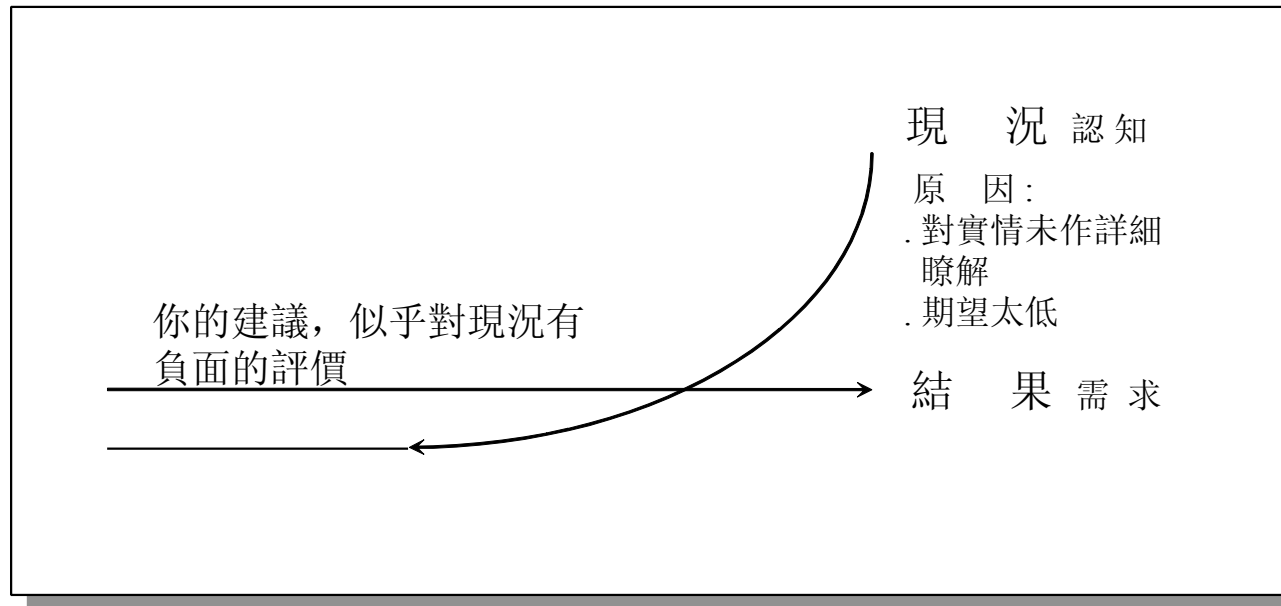 現 況 認知
原 因:
.對實情未作詳細
瞭解
.期望太低
你的建議，似乎對現況有
負面的評價
結 果 需求